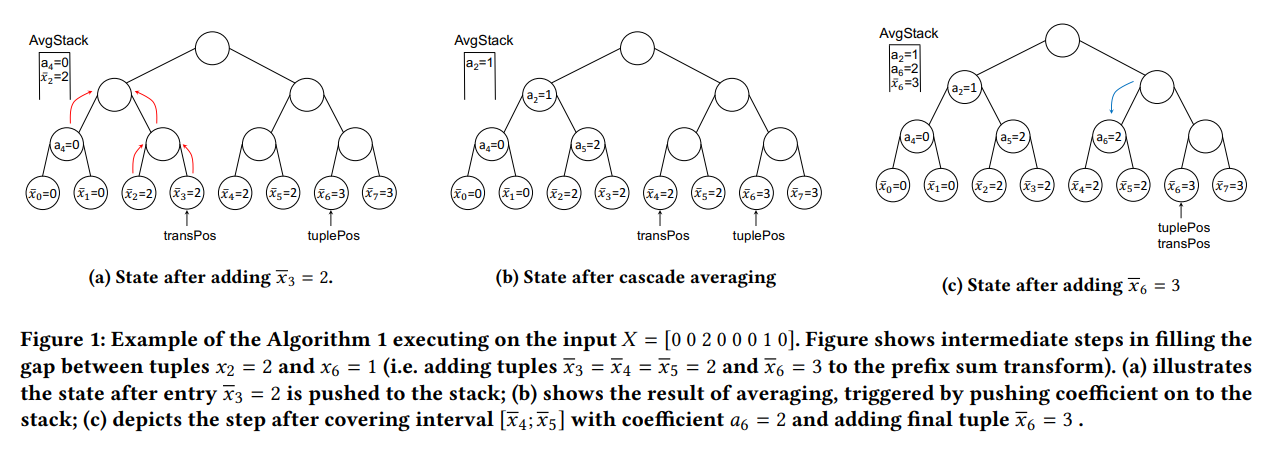 AvgStack
a₄=0
x̄₂=2
a₄=0
x̄₀=0 x̄₁=0 x̄₂=2 x̄₃=2 x̄₄=2 x̄₅=2 x̄₆=3 x̄₇=3
transPos tuplePos
(a) State after adding x̄₃ = 2.
AvgStack
a₂=1
a₂=1
a₄=0 a₅=2
x̄₀=0 x̄₁=0 x̄₂=2 x̄₃=2 x̄₄=2 x̄₅=2 x̄₆=3 x̄₇=3
transPos tuplePos
(b) State after cascade averaging
AvgStack
a₂=1
a₆=2
x̄₆=3
a₂=1
a₄=0 a₅=2 a₆=2
x̄₀=0 x̄₁=0 x̄₂=2 x̄₃=2 x̄₄=2 x̄₅=2 x̄₆=3 x̄₇=3
tuplePos
transPos
(c) State after adding x̄₆ = 3
Figure 1: Example of the Algorithm 1 executing on the input X = [0 0 2 0 0 0 1 0]. Figure shows intermediate steps in filling the
gap between tuples x₂ = 2 and x₆ = 1 (i.e. adding tuples x̄₃ = x̄₄ = x̄₅ = 2 and x̄₆ = 3 to the prefix sum transform). (a) illustrates
the state after entry x̄₃ = 2 is pushed to the stack; (b) shows the result of averaging, triggered by pushing coefficient on to the
stack; (c) depicts the step after covering interval [x̄₄; x̄₅] with coefficient a₆ = 2 and adding final tuple x̄₆ = 3 .